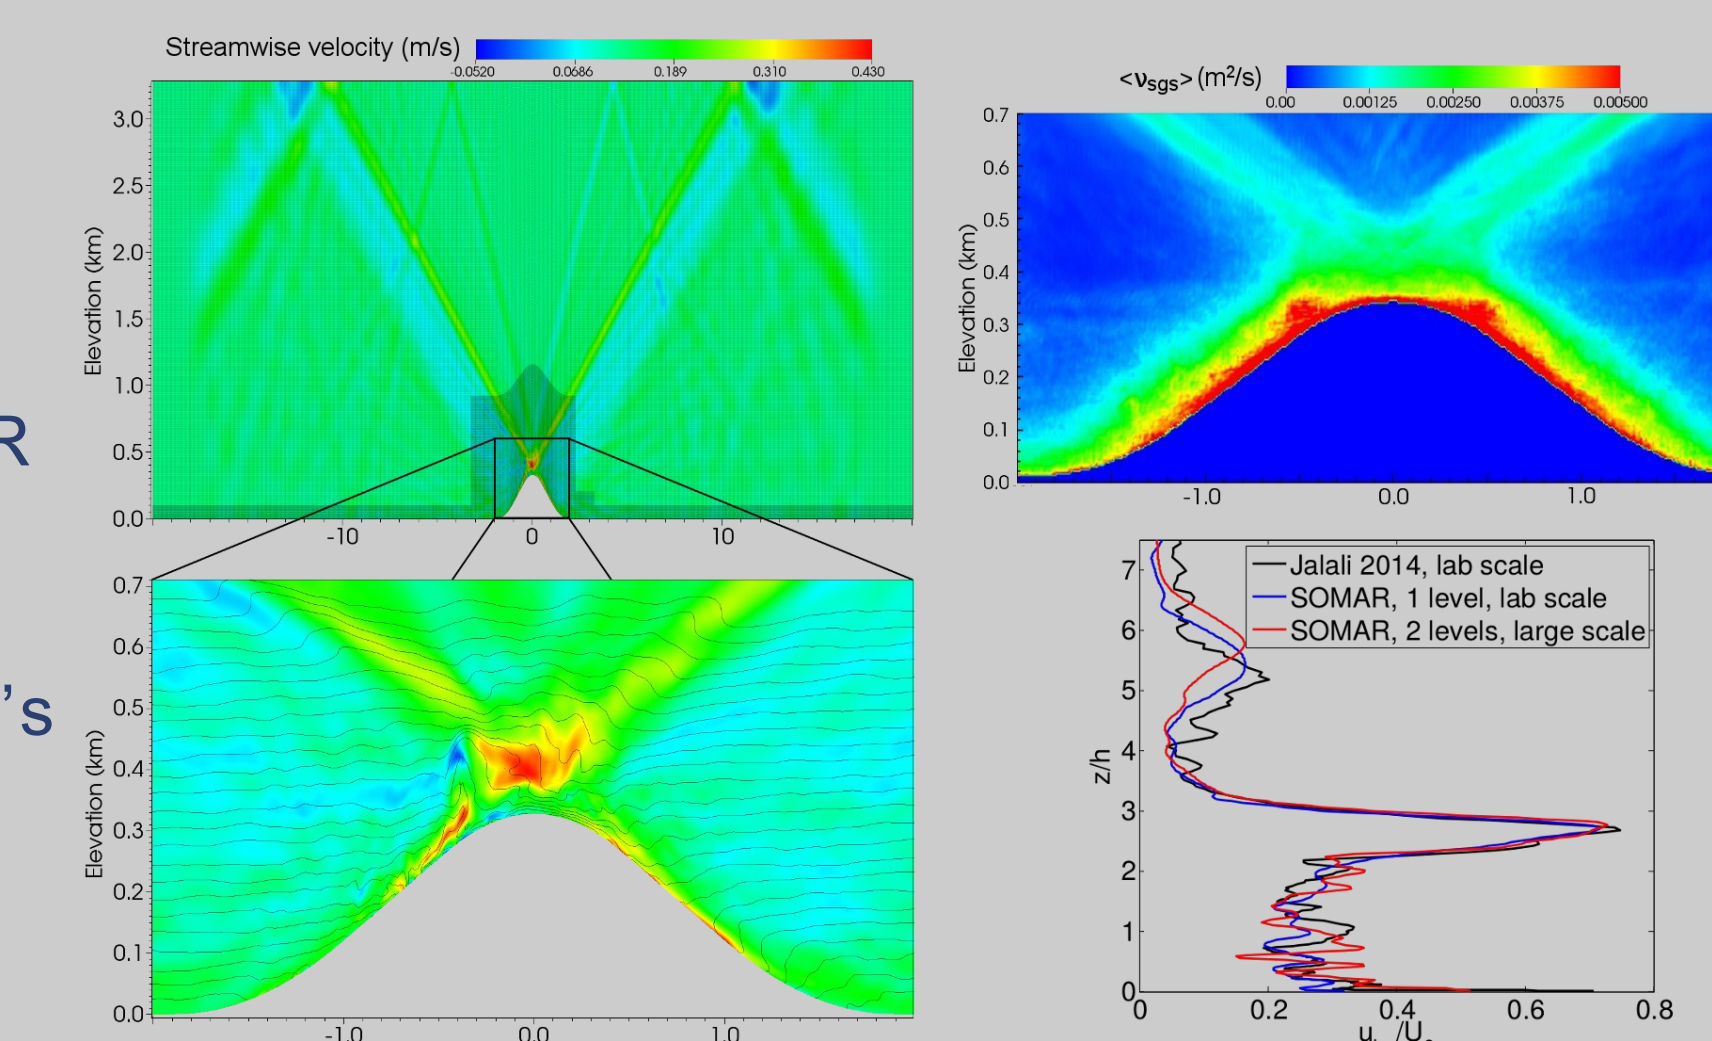 Streamwise velocity (m/s)
-0.0520 0.0686 0.189 0.310 0.430
Elevation (km)
3.0
2.5
2.0
1.5
1.0
0.5
0.0
-10 0 10
R
’s
Elevation (km)
0.7
0.6
0.5
0.4
0.3
0.2
0.1
0.0
-1.0 0.0 1.0
<νsgs> (m²/s)
0.00 0.00125 0.00250 0.00375 0.00500
Elevation (km)
0.7
0.6
0.5
0.4
0.3
0.2
0.1
0.0
-1.0 0.0 1.0
Jalali 2014, lab scale
SOMAR, 1 level, lab scale
SOMAR, 2 levels, large scale
z/h
7
6
5
4
3
2
1
0
0 0.2 0.4 0.6 0.8